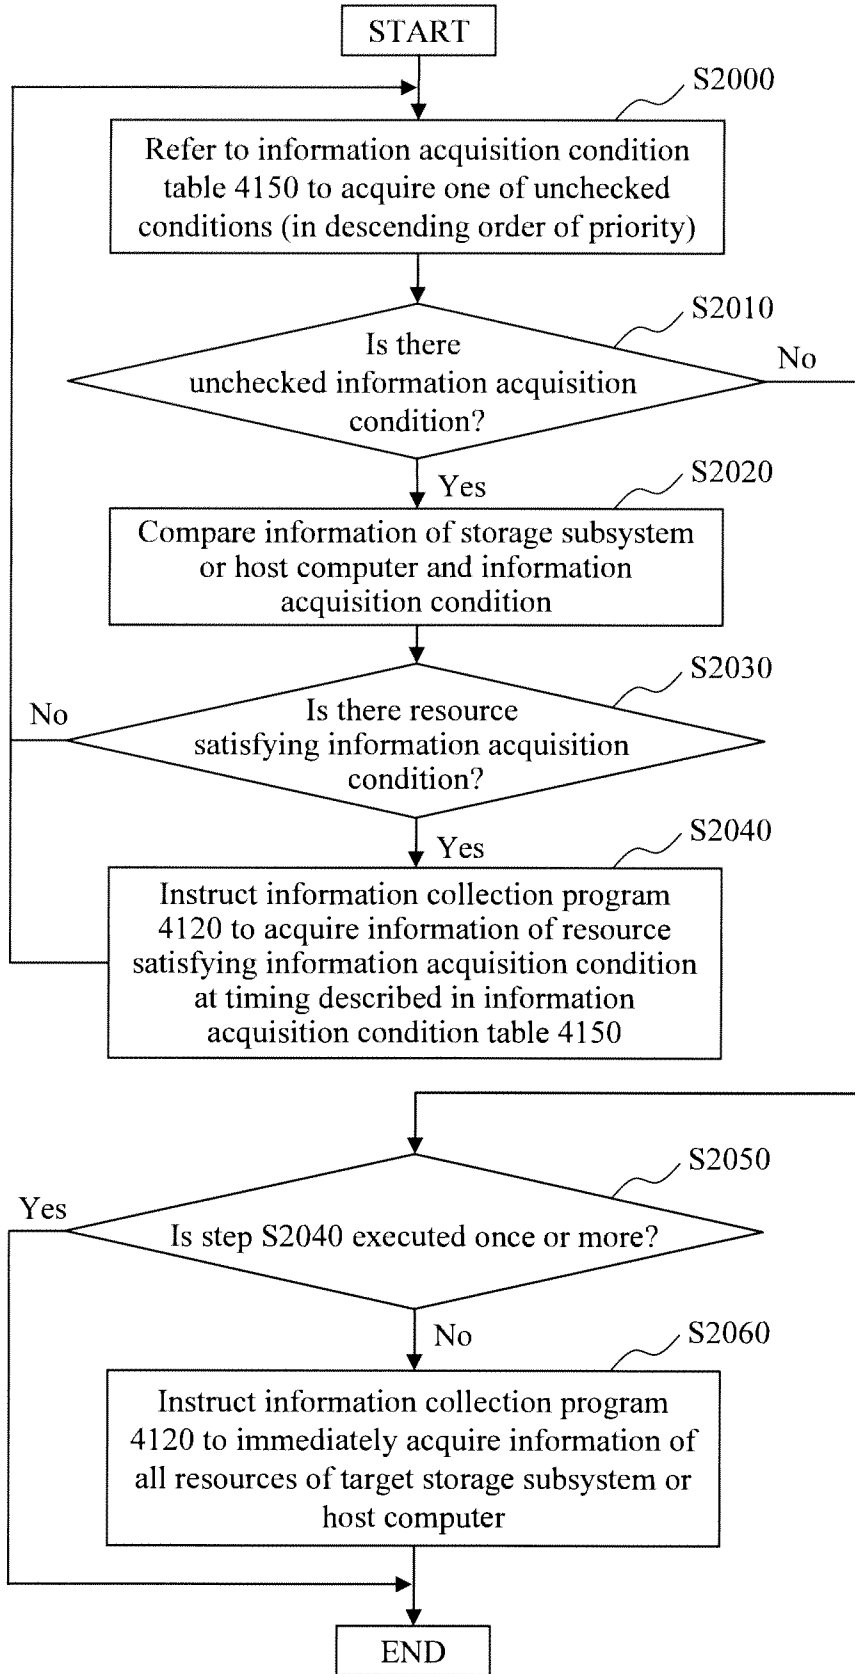 START
S2000
Refer to information acquisition condition
table 4150 to acquire one of unchecked
conditions (in descending order of priority)
S2010
Is there
unchecked information acquisition
condition?
No
Yes
S2020
Compare information of storage subsystem
or host computer and information
acquisition condition
S2030
No
Is there resource
satisfying information acquisition
condition?
Yes
S2040
Instruct information collection program
4120 to acquire information of resource
satisfying information acquisition condition
at timing described in information
acquisition condition table 4150
S2050
Yes
Is step S2040 executed once or more?
No
S2060
Instruct information collection program
4120 to immediately acquire information of
all resources of target storage subsystem or
host computer
END